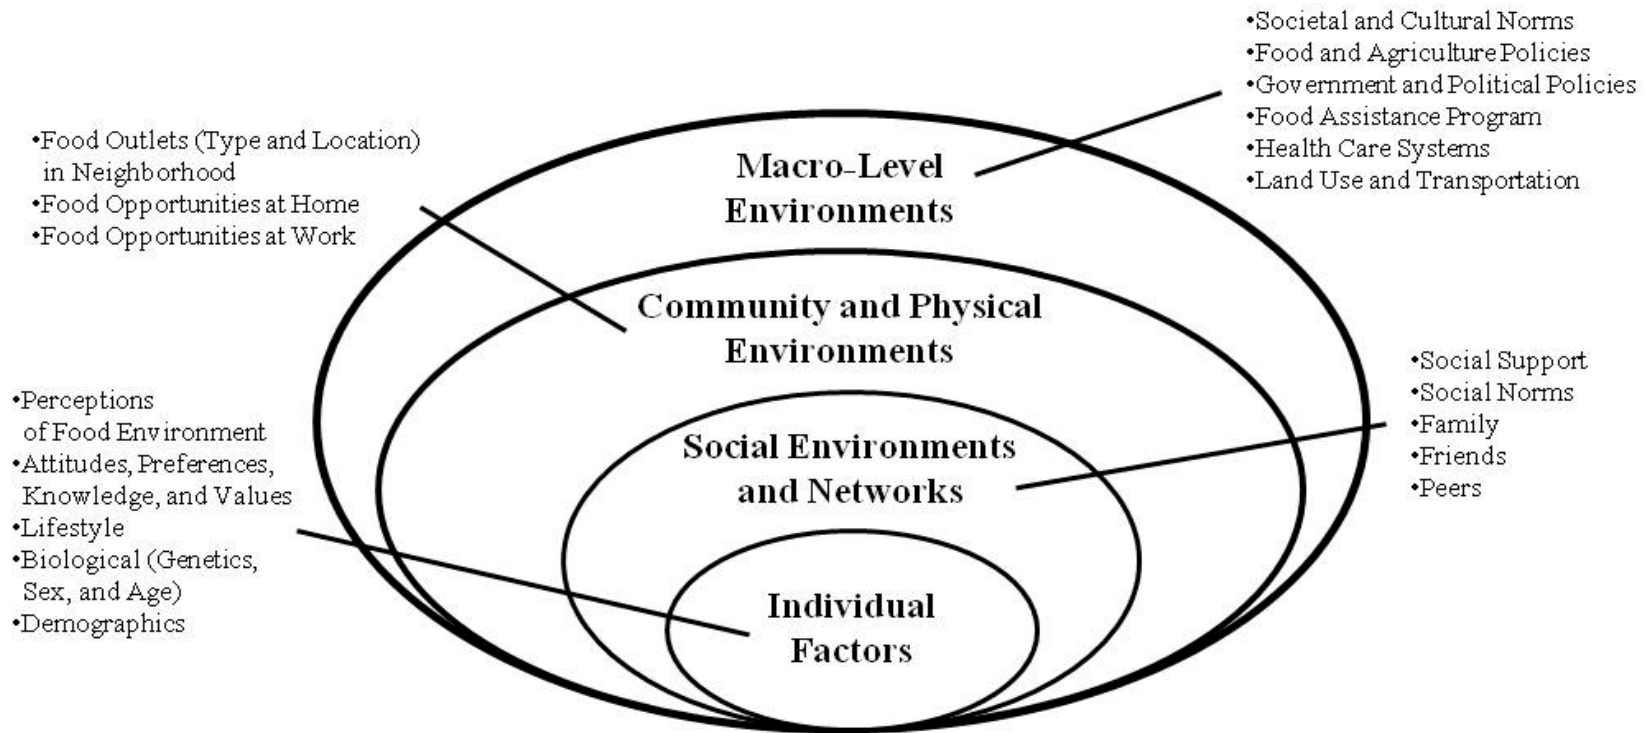 •Societal and Cultural Norms
•Food and Agriculture Policies
•Government and Political Policies
•Food Assistance Program
•Health Care Systems
•Land Use and Transportation
•Food Outlets (Type and Location)
in Neighborhood
•Food Opportunities at Home
•Food Opportunities at Work
Macro-Level
Environments
Community and Physical
Environments
•Social Support
•Social Norms
•Family
•Friends
•Peers
•Perceptions
of Food Environment
•Attitudes, Preferences,
Knowledge, and Values
•Lifestyle
•Biological (Genetics,
Sex, and Age)
•Demographics
Social Environments
and Networks
Individual
Factors